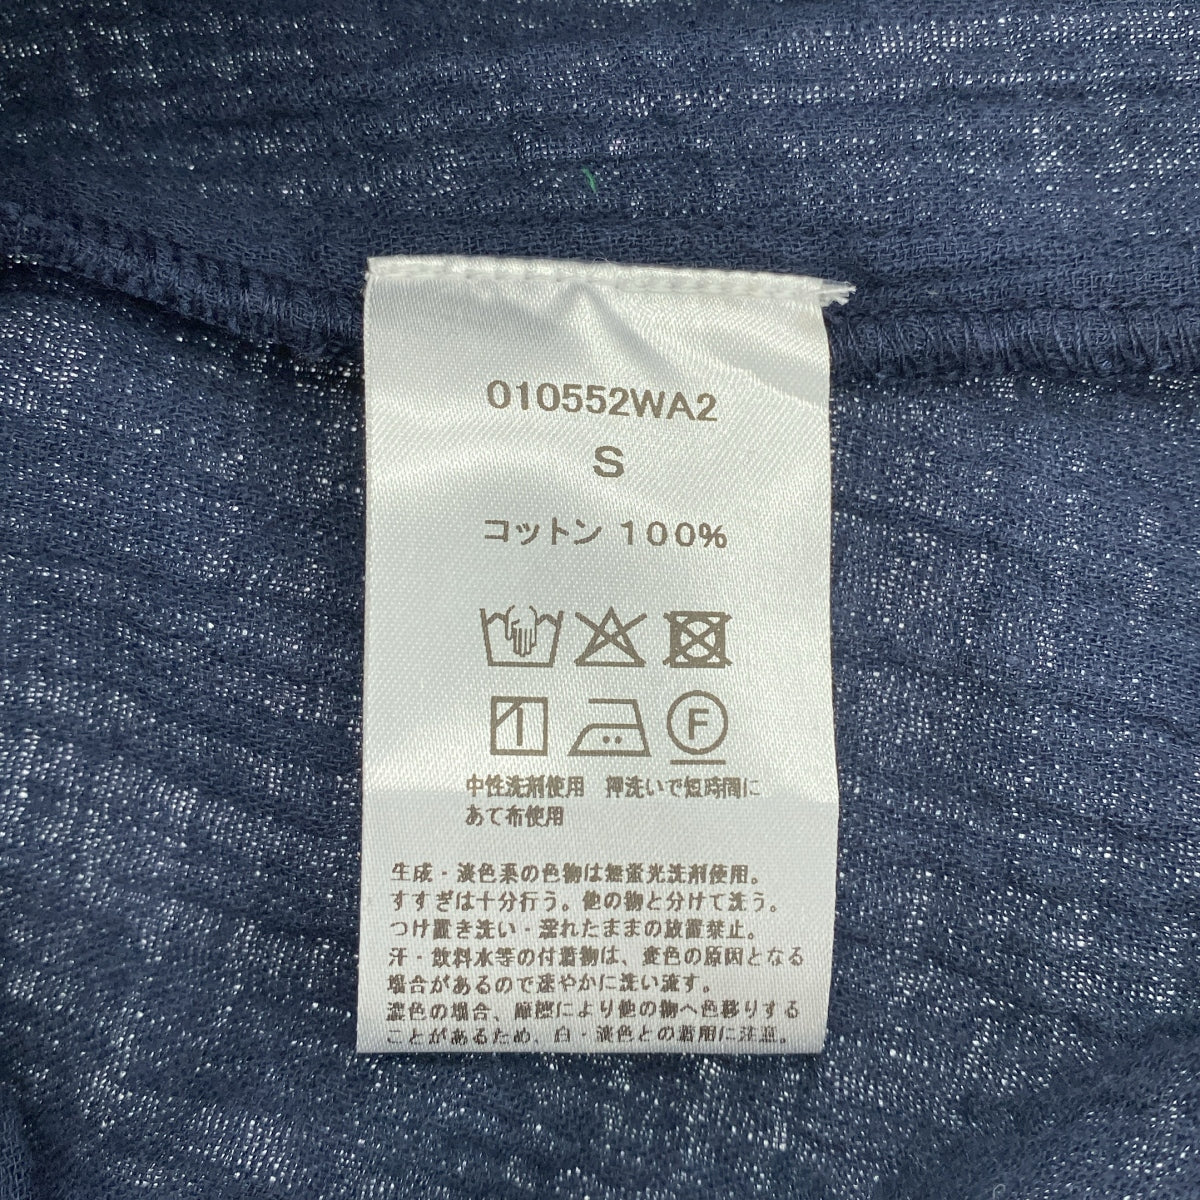 010552WA2
S
コットン 100%
F
中性洗剤使用　押洗いで短時間に
あて布使用
生成・淡色系の色物は無蛍光洗剤使用。
すすぎは十分行う。他の物と分けて洗う。
つけ置き洗い・濡れたままの放置禁止。
汗・飲料水等の付着物は、変色の原因となる
場合があるので速やかに洗い流す。
濃色の場合、摩擦により他の物へ色移りする
ことがあるため、白・淡色との着用に注意。